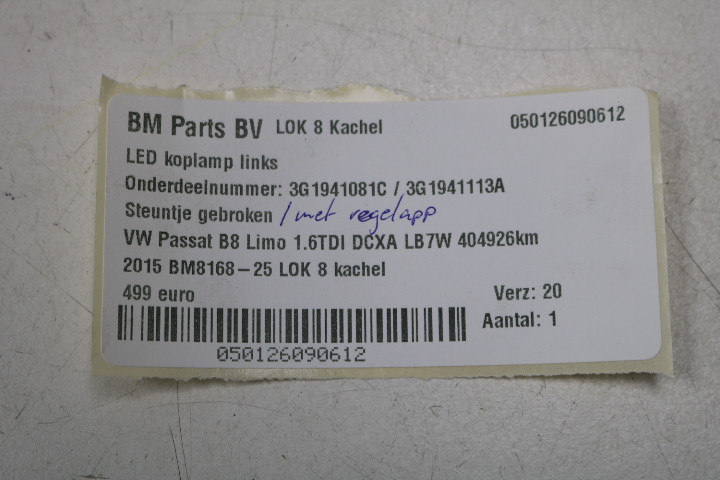 BM Parts BV LOK 8 Kachel 050126090612
LED koplamp links
Onderdeelnummer: 3G1941081C / 3G1941113A
Steuntje gebroken / met regelapp
VW Passat B8 Limo 1.6TDI DCXA LB7W 404926km
2015 BM8168-25 LOK 8 kachel
499 euro Verz: 20
Aantal: 1
050126090612